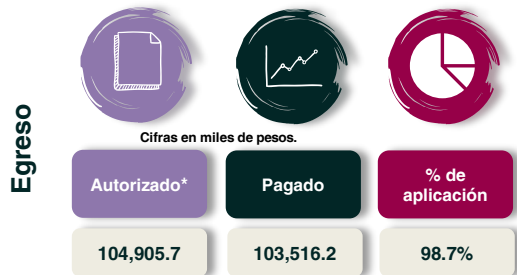 Egreso
Cifras en miles de pesos.
Autorizado*
Pagado
% de
aplicación
104,905.7
103,516.2
98.7%